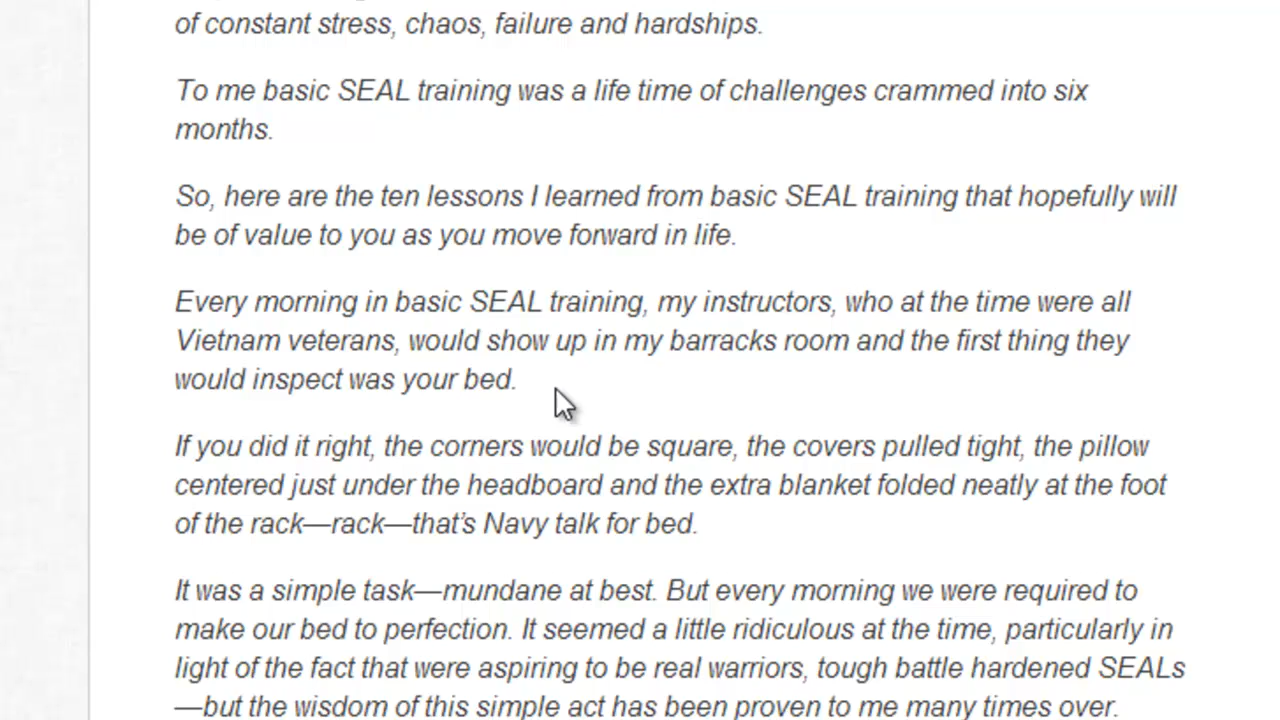 of constant stress, chaos, failure and hardships.
To me basic SEAL training was a life time of challenges crammed into six
months.
So, here are the ten lessons I learned from basic SEAL training that hopefully will
be of value to you as you move forward in life.
Every morning in basic SEAL training, my instructors, who at the time were all
Vietnam veterans, would show up in my barracks room and the first thing they
would inspect was your bed.
If you did it right, the corners would be square, the covers pulled tight, the pillow
centered just under the headboard and the extra blanket folded neatly at the foot
of the rack—rack—that’s Navy talk for bed.
It was a simple task—mundane at best. But every morning we were required to
make our bed to perfection. It seemed a little ridiculous at the time, particularly in
light of the fact that were aspiring to be real warriors, tough battle hardened SEALs
—but the wisdom of this simple act has been proven to me many times over.